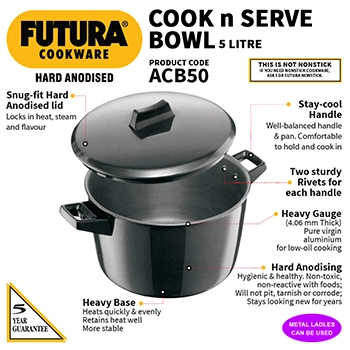 FUTURA®
COOKWARE
HARD ANODISED
COOK n SERVE
BOWL 5 LITRE
PRODUCT CODE
ACB50
THIS IS NOT NONSTICK
IF YOU NEED NONSTICK COOKWARE,
ASK FOR FUTURA NONSTICK.
Snug-fit Hard
Anodised lid
Locks in heat, steam
and flavour
Stay-cool
Handle
Well-balanced handle
& pan. Comfortable
to hold and cook in
Two sturdy
Rivets for
each handle
Heavy Gauge
(4.06 mm Thick)
Pure virgin
aluminium
for low-oil cooking
Hard Anodising
Hygienic & healthy. Non-toxic,
non-reactive with foods;
Will not pit, tarnish or corrode;
Stays looking new for years
Heavy Base
Heats quickly & evenly
Retains heat well
More stable
5
YEAR
GUARANTEE
METAL LADLES
CAN BE USED